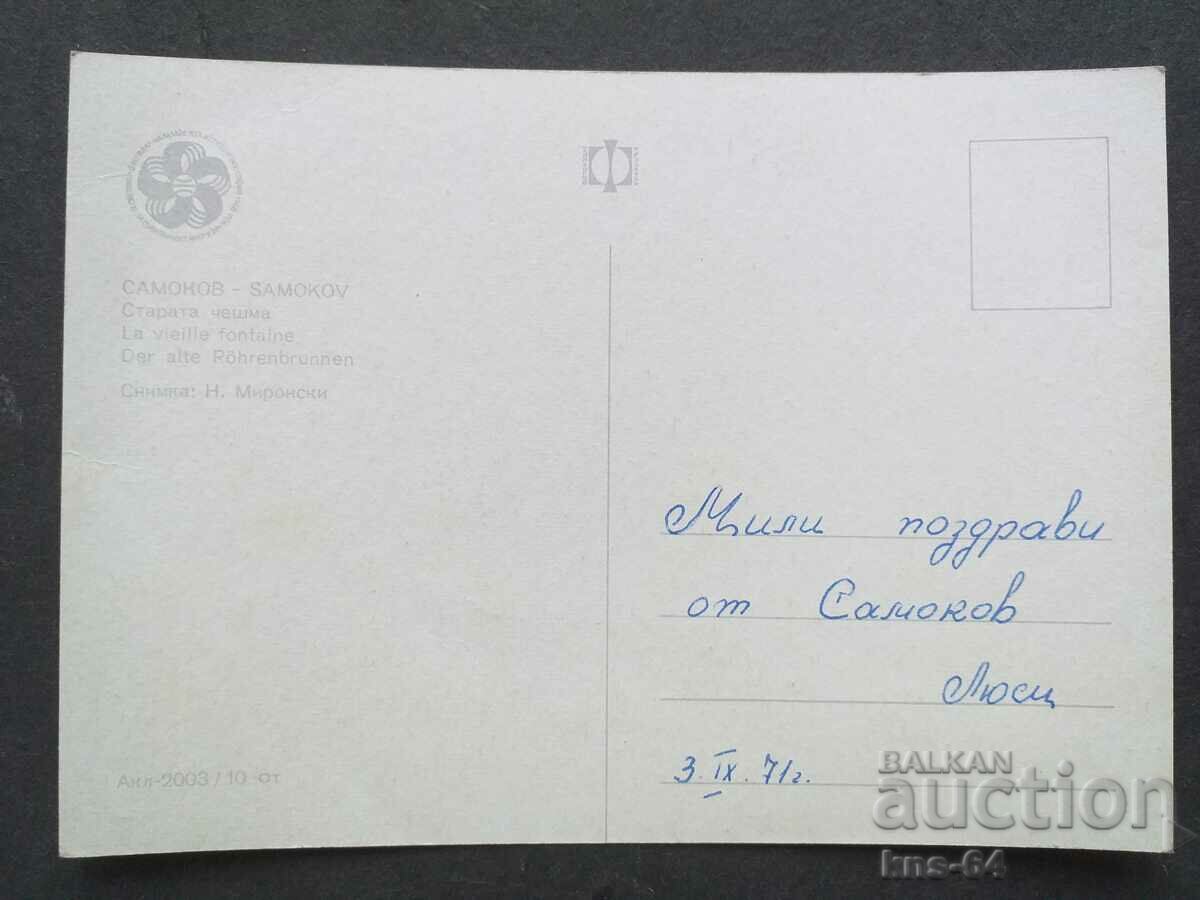 САМОКОВ - SAMOKOV
Старата чешма
La vieille fontaine
Der alte Röhrenbrunnen
Снимка: Н. Миронски
Мили поздрави
от Самоков
Люси
3. IX. 71 г.
Акл-2003/10 от
BALKAN
auction
kns-64